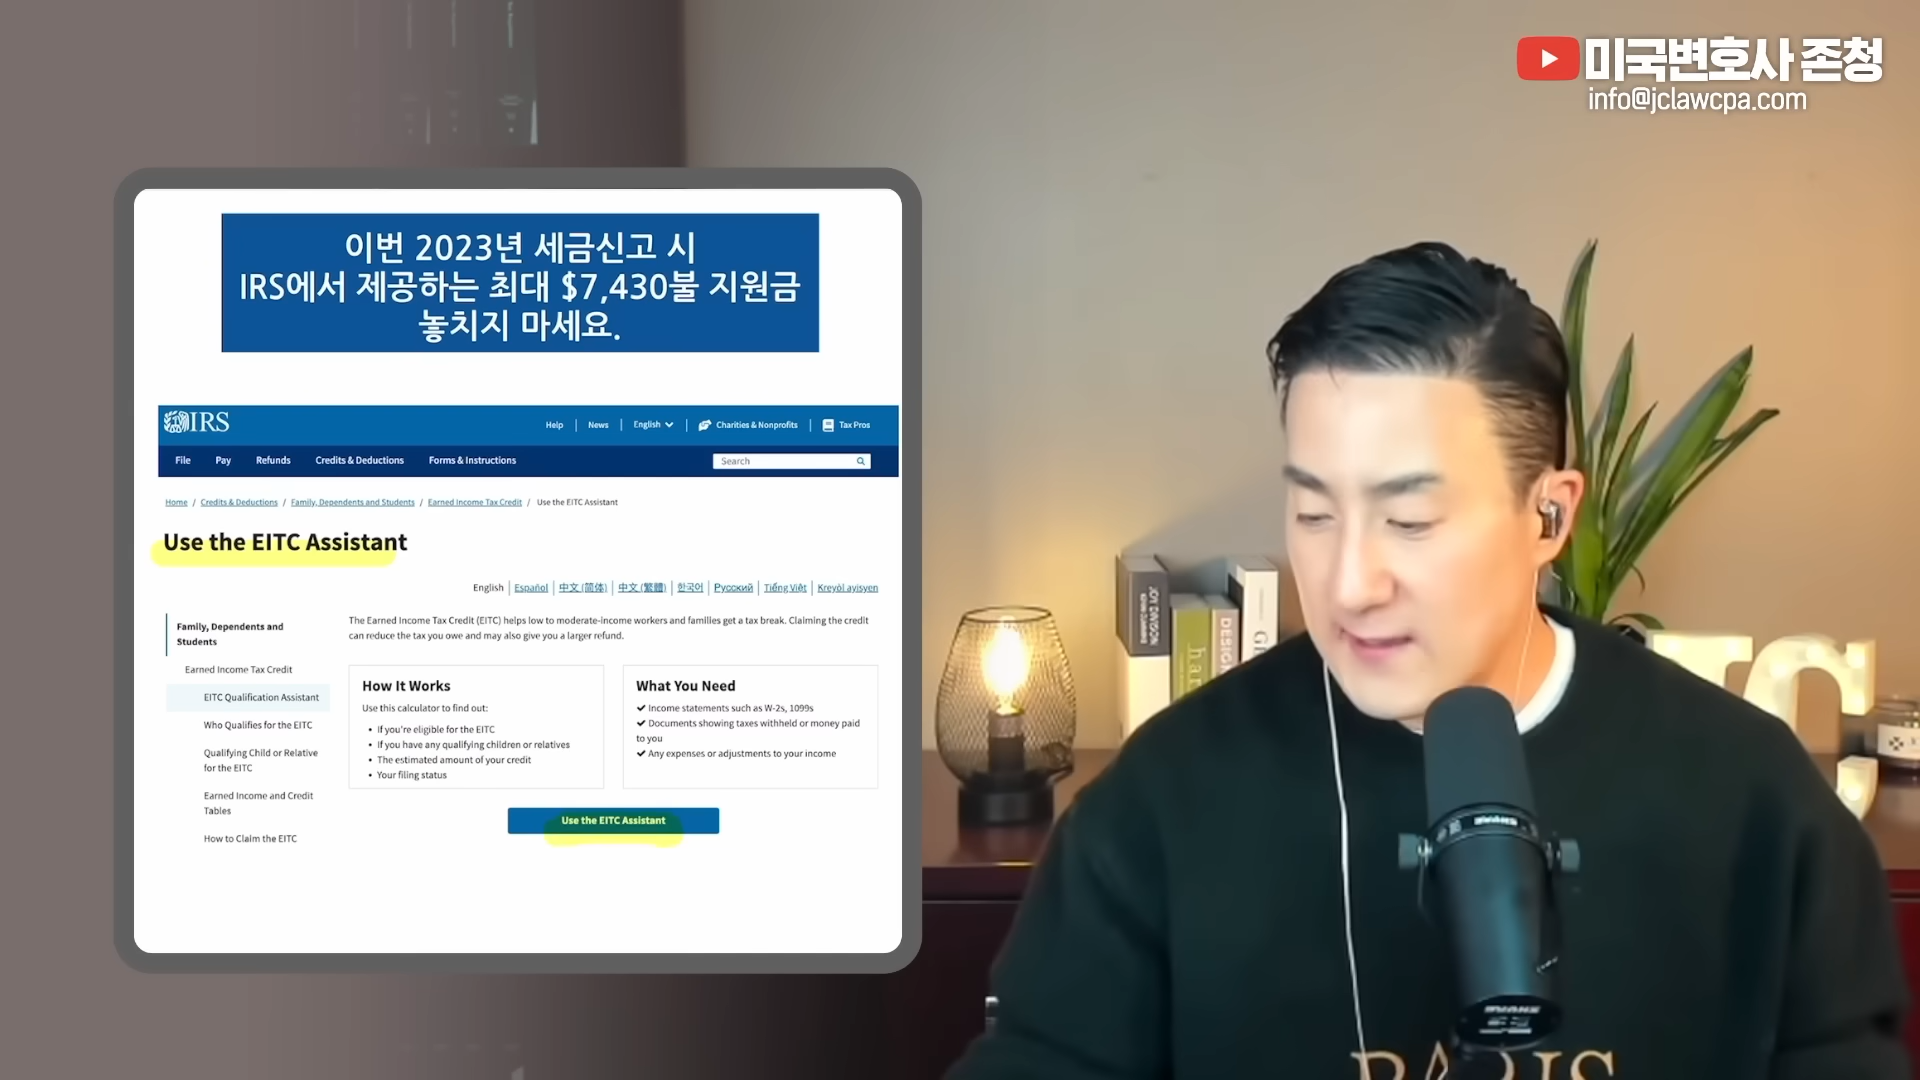 미국변호사 존청
info@jclawcpa.com
이번 2023년 세금신고 시
IRS에서 제공하는 최대 $7,430불 지원금
놓치지 마세요.
IRS
Help
News
English
Charities & Nonprofits
Tax Pros
File
Pay
Refunds
Credits & Deductions
Forms & Instructions
Search
Home / Credits & Deductions / Family, Dependents and Students / Earned Income Tax Credit / Use the EITC Assistant
Use the EITC Assistant
English
Español
中文 (简体)
中文 (繁體)
한국어
Русский
Tiếng Việt
Kreyòl ayisyen
Family, Dependents and
Students
Earned Income Tax Credit
EITC Qualification Assistant
Who Qualifies for the EITC
Qualifying Child or Relative
for the EITC
Earned Income and Credit
Tables
How to Claim the EITC
The Earned Income Tax Credit (EITC) helps low to moderate-income workers and families get a tax break. Claiming the credit
can reduce the tax you owe and may also give you a larger refund.
How It Works
Use this calculator to find out:
• If you're eligible for the EITC
• If you have any qualifying children or relatives
• The estimated amount of your credit
• Your filing status
What You Need
✔ Income statements such as W-2s, 1099s
✔ Documents showing taxes withheld or money paid
to you
✔ Any expenses or adjustments to your income
Use the EITC Assistant
JOY DIVISION
DESIGN
PARIS